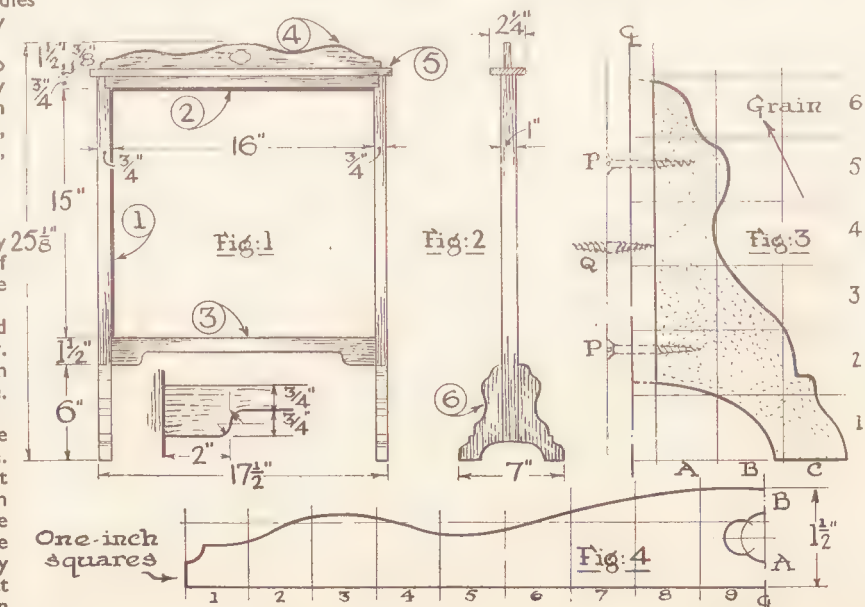 dies
y
o
y
n
,
"
y
f
e
d
y.
n
e.
e
s.
t
n
e
e
y
t
n
1½"
3/8"
3/4"
④
⑤
②
16"
3/4"
3/4"
15"
25 1/8"
①
Fig: 1
③
1½"
6"
3/4"
3/4"
2"
17½"
2¼"
1"
Fig: 2
⑥
7"
℄
Grain
P
Q
P
Fig: 3
6
5
4
3
2
1
A B C
One-inch
squares
Fig: 4
B
A
1½"
1 2 3 4 5 6 7 8 9 ℄